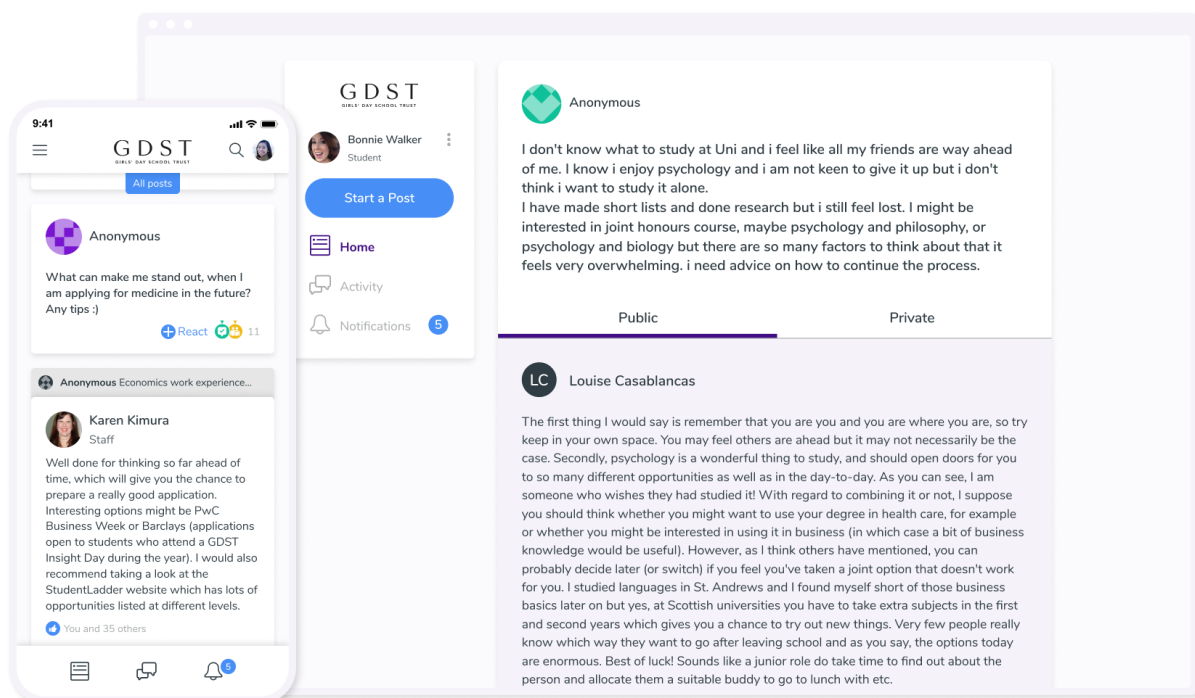 9:41
GDST
GIRLS' DAY SCHOOL TRUST
All posts
Anonymous
What can make me stand out, when I
am applying for medicine in the future?
Any tips :)
React
11
Anonymous Economics work experience...
Karen Kimura
Staff
Well done for thinking so far ahead of
time, which will give you the chance to
prepare a really good application.
Interesting options might be PwC
Business Week or Barclays (applications
open to students who attend a GDST
Insight Day during the year). I would also
recommend taking a look at the
StudentLadder website which has lots of
opportunities listed at different levels.
You and 35 others
5
GDST
GIRLS' DAY SCHOOL TRUST
Bonnie Walker
Student
Start a Post
Home
Activity
Notifications
5
Anonymous
I don't know what to study at Uni and i feel like all my friends are way ahead
of me. I know i enjoy psychology and i am not keen to give it up but i don't
think i want to study it alone.
I have made short lists and done research but i still feel lost. I might be
interested in joint honours course, maybe psychology and philosophy, or
psychology and biology but there are so many factors to think about that it
feels very overwhelming. i need advice on how to continue the process.
Public
Private
LC
Louise Casablancas
The first thing I would say is remember that you are you and you are where you are, so try
keep in your own space. You may feel others are ahead but it may not necessarily be the
case. Secondly, psychology is a wonderful thing to study, and should open doors for you
to so many different opportunities as well as in the day-to-day. As you can see, I am
someone who wishes they had studied it! With regard to combining it or not, I suppose
you should think whether you might want to use your degree in health care, for example
or whether you might be interested in using it in business (in which case a bit of business
knowledge would be useful). However, as I think others have mentioned, you can
probably decide later (or switch) if you feel you've taken a joint option that doesn't work
for you. I studied languages in St. Andrews and I found myself short of those business
basics later on but yes, at Scottish universities you have to take extra subjects in the first
and second years which gives you a chance to try out new things. Very few people really
know which way they want to go after leaving school and as you say, the options today
are enormous. Best of luck! Sounds like a junior role do take time to find out about the
person and allocate them a suitable buddy to go to lunch with etc.